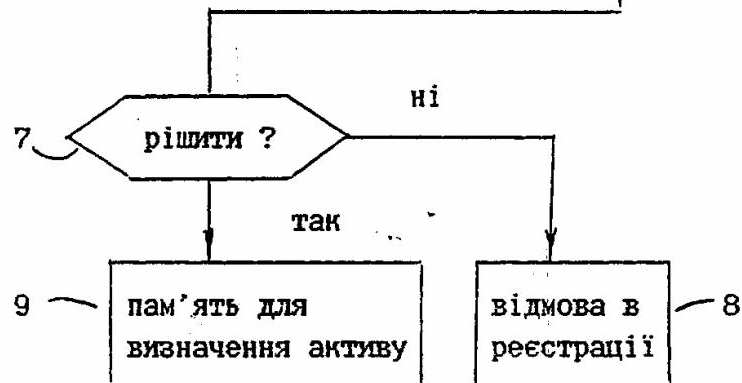 ні
7 рішити ?
так
9 пам'ять для відмова в 8
визначення активу реєстрації